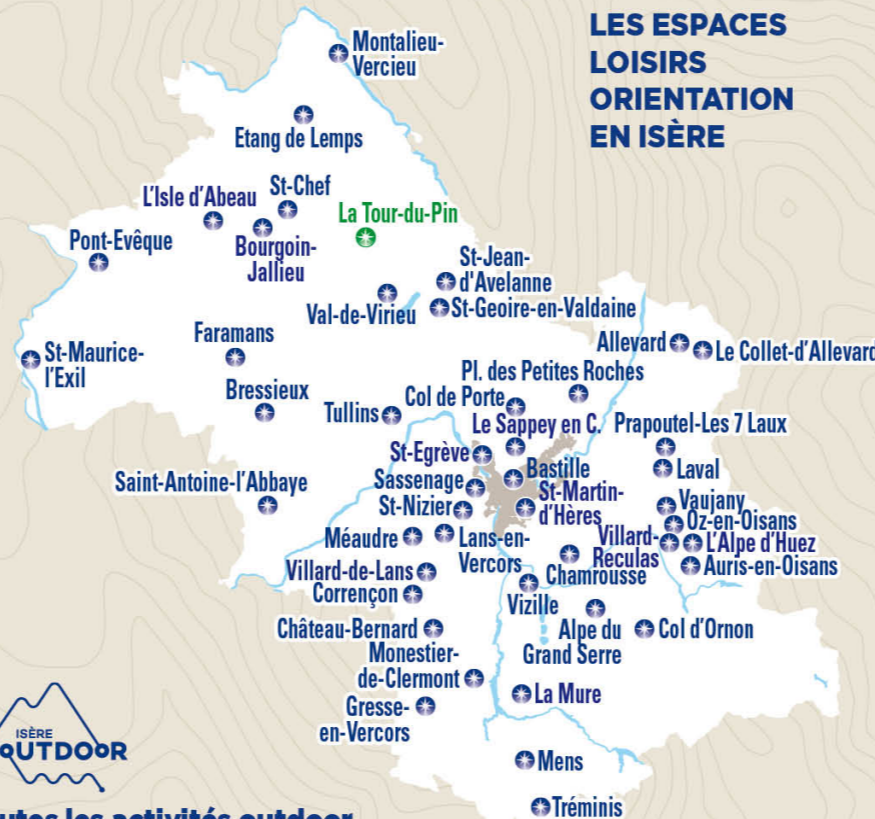 LES ESPACES
LOISIRS
ORIENTATION
EN ISÈRE
Montalieu-
Vercieu
Etang de Lemps
L'Isle d'Abeau
St-Chef
La Tour-du-Pin
Pont-Evêque
Bourgoin-
Jallieu
St-Jean-
d'Avelanne
Val-de-Virieu
St-Geoire-en-Valdaine
Faramans
St-Maurice-
l'Exil
Allevard
Le Collet-d'Allevard
Pl. des Petites Roches
Bressieux
Tullins
Col de Porte
Le Sappey en C.
Prapoutel-Les 7 Laux
St-Egrève
Bastille
Laval
Saint-Antoine-l'Abbaye
Sassenage
St-Martin-
d'Hères
St-Nizier
Vaujany
Oz-en-Oisans
Méaudre
Lans-en-
Vercors
Villard-
Reculas
L'Alpe d'Huez
Auris-en-Oisans
Villard-de-Lans
Chamrousse
Corrençon
Vizille
Château-Bernard
Alpe du
Grand Serre
Col d'Ornon
Monestier-
de-Clermont
La Mure
Gresse-
en-Vercors
ISÈRE
OUTDOOR
Mens
Tréminis
les activités outdoor